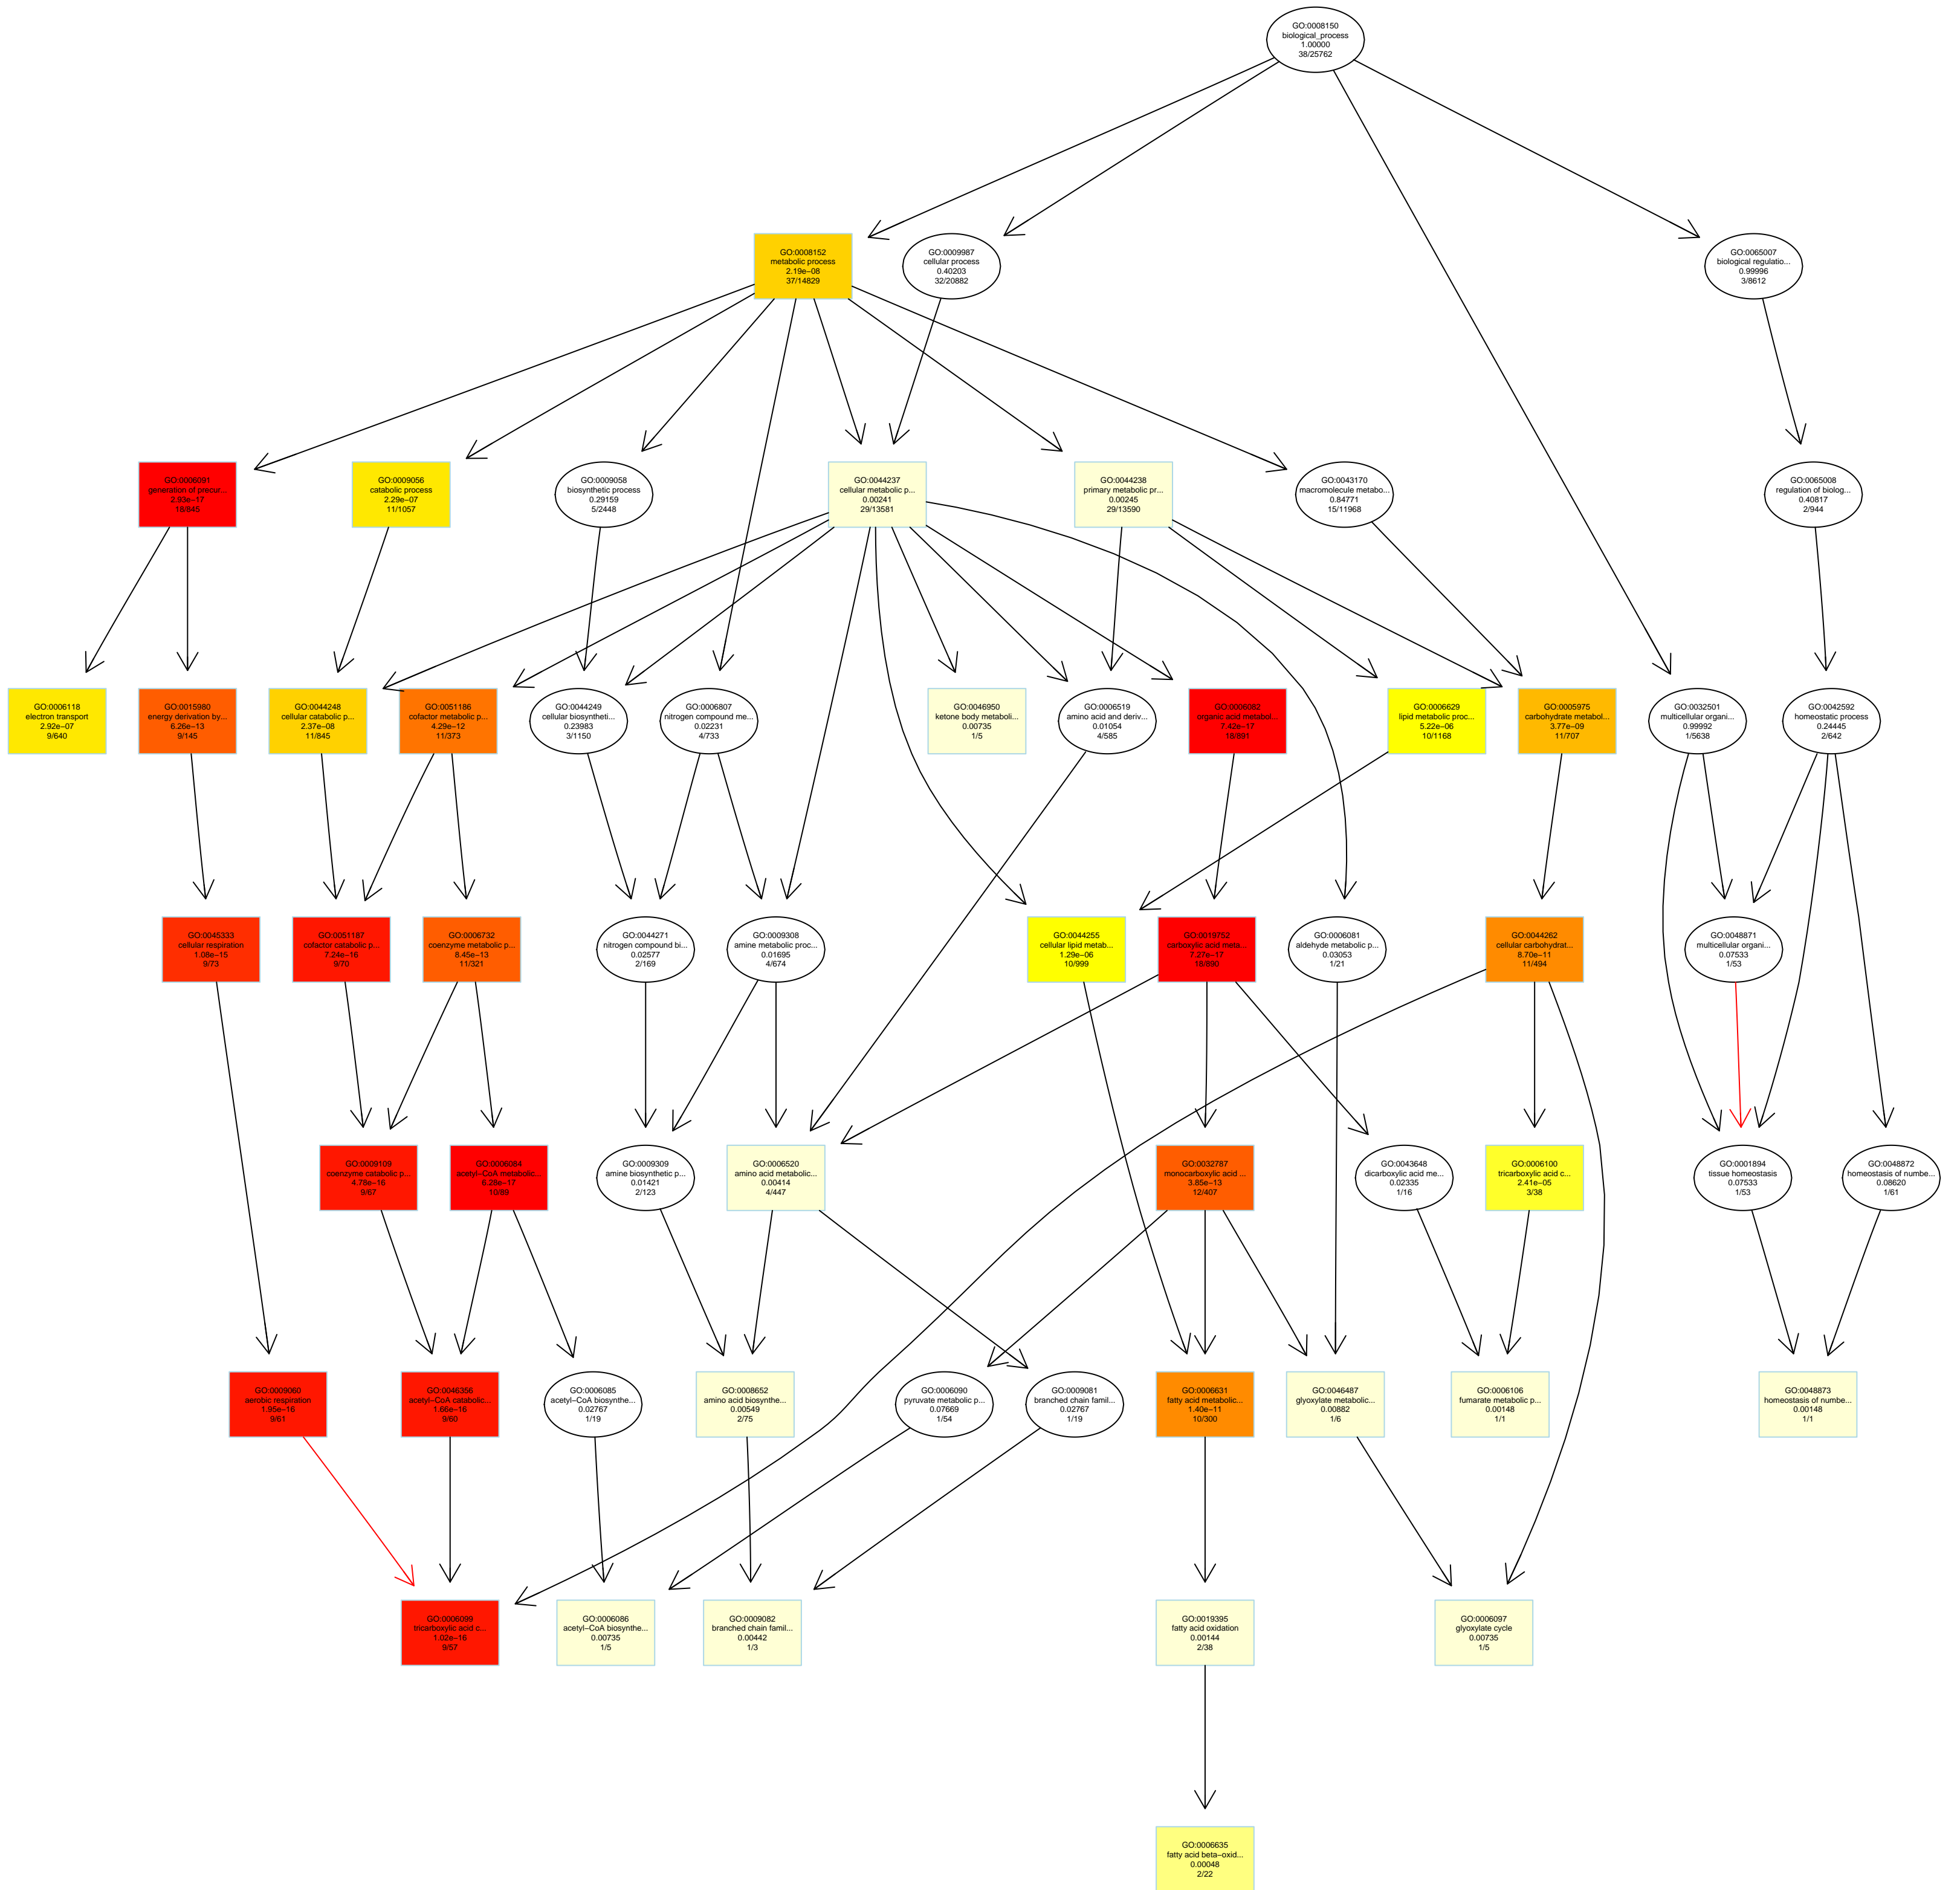 GO:0008150
biological_process
1.00000
38/25762
GO:0008152
metabolic process
2.19e−08
37/14829
GO:0009987
cellular process
0.40203
32/20882
GO:0065007
biological regulatio...
0.99996
3/8612
GO:0006091
generation of precur...
2.93e−17
18/845
GO:0009056
catabolic process
2.29e−07
11/1057
GO:0009058
biosynthetic process
0.29159
5/2448
GO:0044237
cellular metabolic p...
0.00241
29/13581
GO:0044238
primary metabolic pr...
0.00245
29/13590
GO:0043170
macromolecule metabo...
0.84771
15/11968
GO:0065008
regulation of biolog...
0.40817
2/944
GO:0006118
electron transport
2.92e−07
9/640
GO:0015980
energy derivation by...
6.26e−13
9/145
GO:0044248
cellular catabolic p...
2.37e−08
11/845
GO:0051186
cofactor metabolic p...
4.29e−12
11/373
GO:0044249
cellular biosyntheti...
0.23983
3/1150
GO:0006807
nitrogen compound me...
0.02231
4/733
GO:0046950
ketone body metaboli...
0.00735
1/5
GO:0006519
amino acid and deriv...
0.01054
4/585
GO:0006082
organic acid metabol...
7.42e−17
18/891
GO:0006629
lipid metabolic proc...
5.22e−06
10/1168
GO:0005975
carbohydrate metabol...
3.77e−09
11/707
GO:0032501
multicellular organi...
0.99992
1/5638
GO:0042592
homeostatic process
0.24445
2/642
GO:0045333
cellular respiration
1.08e−15
9/73
GO:0051187
cofactor catabolic p...
7.24e−16
9/70
GO:0006732
coenzyme metabolic p...
8.45e−13
11/321
GO:0044271
nitrogen compound bi...
0.02577
2/169
GO:0009308
amine metabolic proc...
0.01695
4/674
GO:0044255
cellular lipid metab...
1.29e−06
10/999
GO:0019752
carboxylic acid meta...
7.27e−17
18/890
GO:0006081
aldehyde metabolic p...
0.03053
1/21
GO:0044262
cellular carbohydrat...
8.70e−11
11/494
GO:0048871
multicellular organi...
0.07533
1/53
GO:0009109
coenzyme catabolic p...
4.78e−16
9/67
GO:0006084
acetyl−CoA metabolic...
6.28e−17
10/89
GO:0009309
amine biosynthetic p...
0.01421
2/123
GO:0006520
amino acid metabolic...
0.00414
4/447
GO:0032787
monocarboxylic acid ...
3.85e−13
12/407
GO:0043648
dicarboxylic acid me...
0.02335
1/16
GO:0006100
tricarboxylic acid c...
2.41e−05
3/38
GO:0001894
tissue homeostasis
0.07533
1/53
GO:0048872
homeostasis of numbe...
0.08620
1/61
GO:0009060
aerobic respiration
1.95e−16
9/61
GO:0046356
acetyl−CoA catabolic...
1.66e−16
9/60
GO:0006085
acetyl−CoA biosynthe...
0.02767
1/19
GO:0008652
amino acid biosynthe...
0.00549
2/75
GO:0006090
pyruvate metabolic p...
0.07669
1/54
GO:0009081
branched chain famil...
0.02767
1/19
GO:0006631
fatty acid metabolic...
1.40e−11
10/300
GO:0046487
glyoxylate metabolic...
0.00882
1/6
GO:0006106
fumarate metabolic p...
0.00148
1/1
GO:0048873
homeostasis of numbe...
0.00148
1/1
GO:0006099
tricarboxylic acid c...
1.02e−16
9/57
GO:0006086
acetyl−CoA biosynthe...
0.00735
1/5
GO:0009082
branched chain famil...
0.00442
1/3
GO:0019395
fatty acid oxidation
0.00144
2/38
GO:0006097
glyoxylate cycle
0.00735
1/5
GO:0006635
fatty acid beta−oxid...
0.00048
2/22